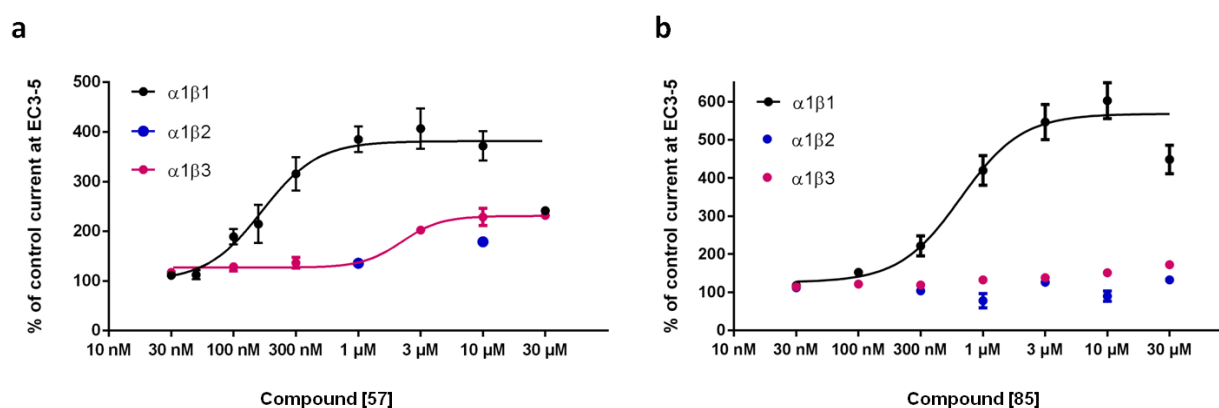 a
% of control current at EC3-5
500
400
300
200
100
0
α1β1
α1β2
α1β3
10 nM 30 nM 100 nM 300 nM 1 µM 3 µM 10 µM 30 µM
Compound [57]
b
% of control current at EC3-5
600
500
400
300
200
100
0
α1β1
α1β2
α1β3
10 nM 30 nM 100 nM 300 nM 1 µM 3 µM 10 µM 30 µM
Compound [85]